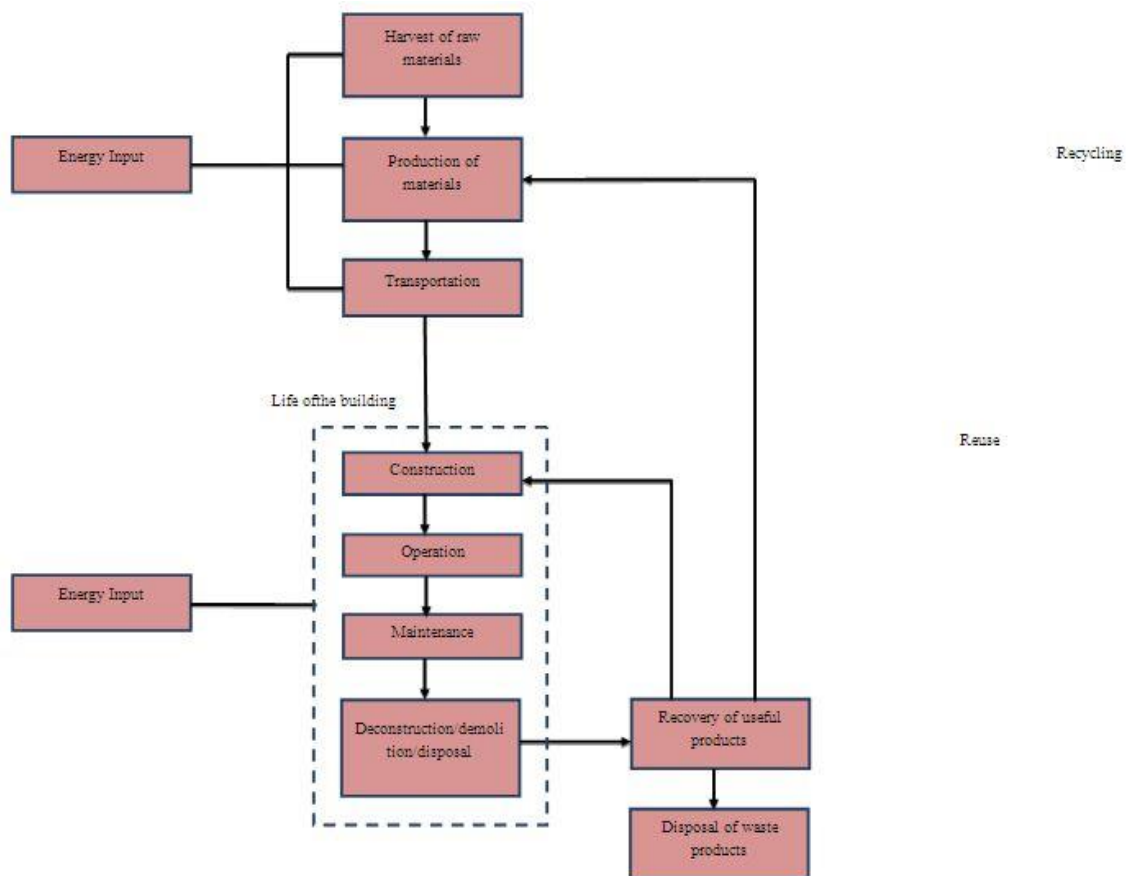 Harvest of raw
materials
Energy Input
Production of
materials
Recycling
Transportation
Life ofthe building
Reuse
Construction
Operation
Energy Input
Maintenance
Deconstruction/demoli
tion/disposal
Recovery of useful
products
Disposal of waste
products